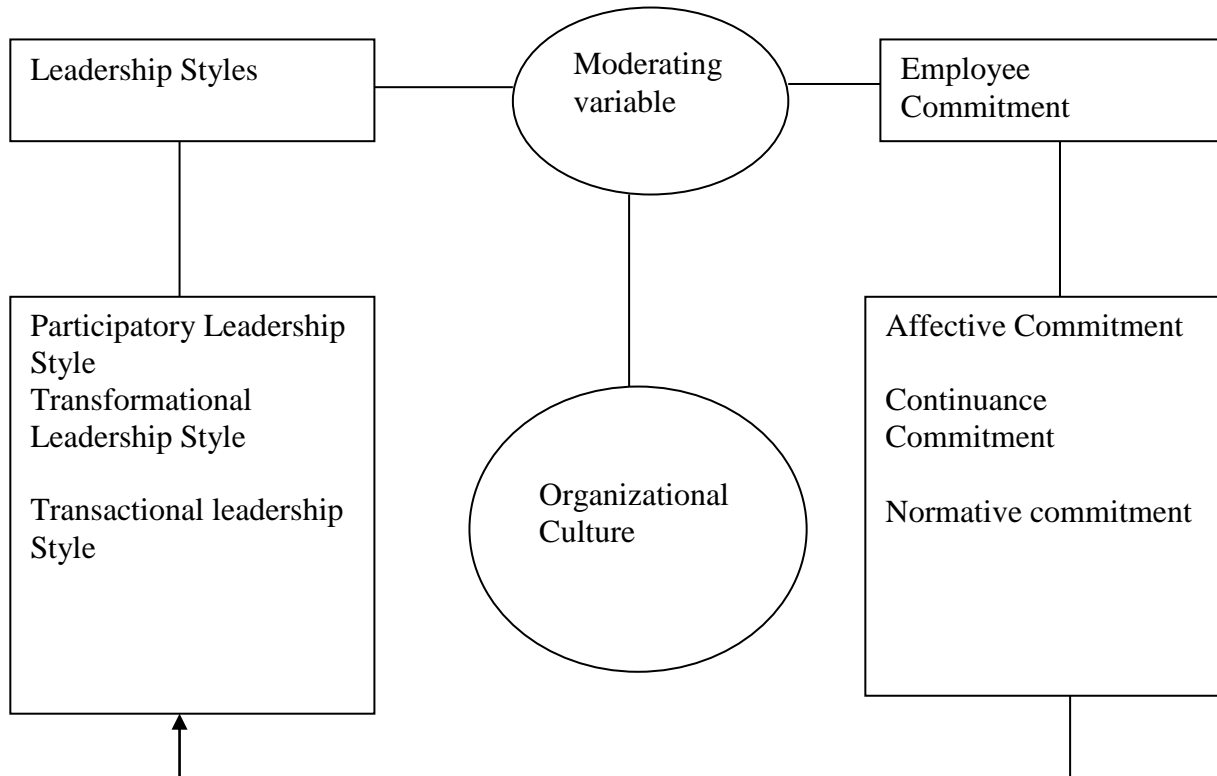 Leadership Styles
Moderating
variable
Employee
Commitment
Participatory Leadership
Style
Transformational
Leadership Style
Transactional leadership
Style
Organizational
Culture
Affective Commitment
Continuance
Commitment
Normative commitment